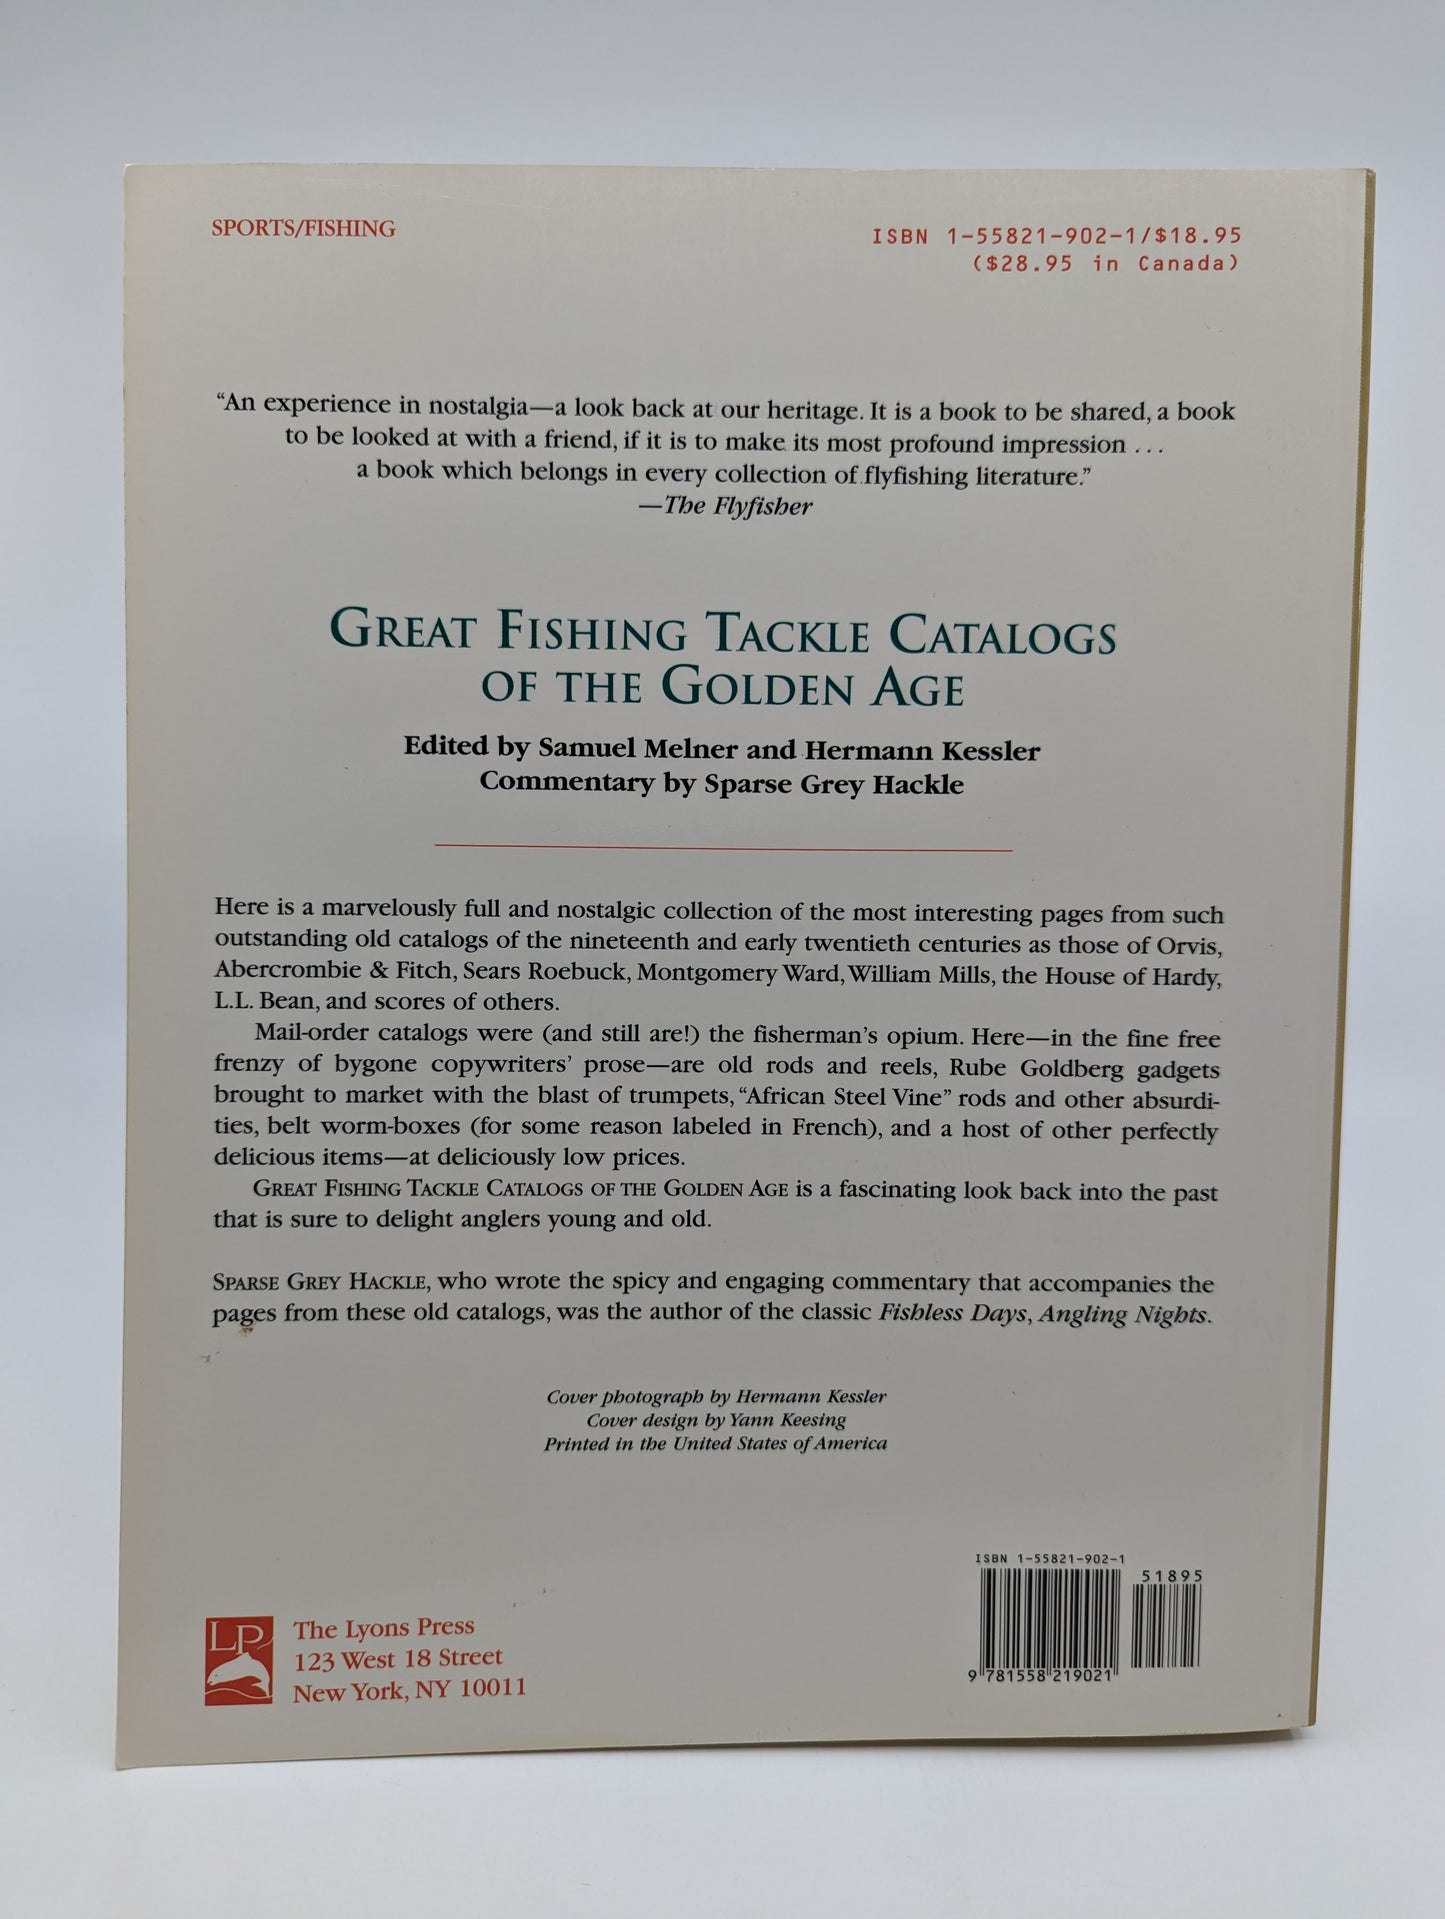 SPORTS/FISHING
ISBN 1-55821-902-1/$18.95
($28.95 in Canada)
“An experience in nostalgia—a look back at our heritage. It is a book to be shared, a book
to be looked at with a friend, if it is to make its most profound impression . . .
a book which belongs in every collection of flyfishing literature.”
—The Flyfisher
GREAT FISHING TACKLE CATALOGS
OF THE GOLDEN AGE
Edited by Samuel Melner and Hermann Kessler
Commentary by Sparse Grey Hackle
Here is a marvelously full and nostalgic collection of the most interesting pages from such
outstanding old catalogs of the nineteenth and early twentieth centuries as those of Orvis,
Abercrombie & Fitch, Sears Roebuck, Montgomery Ward, William Mills, the House of Hardy,
L.L. Bean, and scores of others.
Mail-order catalogs were (and still are!) the fisherman’s opium. Here—in the fine free
frenzy of bygone copywriters’ prose—are old rods and reels, Rube Goldberg gadgets
brought to market with the blast of trumpets, “African Steel Vine” rods and other absurdi-
ties, belt worm-boxes (for some reason labeled in French), and a host of other perfectly
delicious items—at deliciously low prices.
GREAT FISHING TACKLE CATALOGS OF THE GOLDEN AGE is a fascinating look back into the past
that is sure to delight anglers young and old.
SPARSE GREY HACKLE, who wrote the spicy and engaging commentary that accompanies the
pages from these old catalogs, was the author of the classic Fishless Days, Angling Nights.
Cover photograph by Hermann Kessler
Cover design by Yann Keesing
Printed in the United States of America
ISBN 1-55821-902-1
51895
9 781558 219021
LP
The Lyons Press
123 West 18 Street
New York, NY 10011